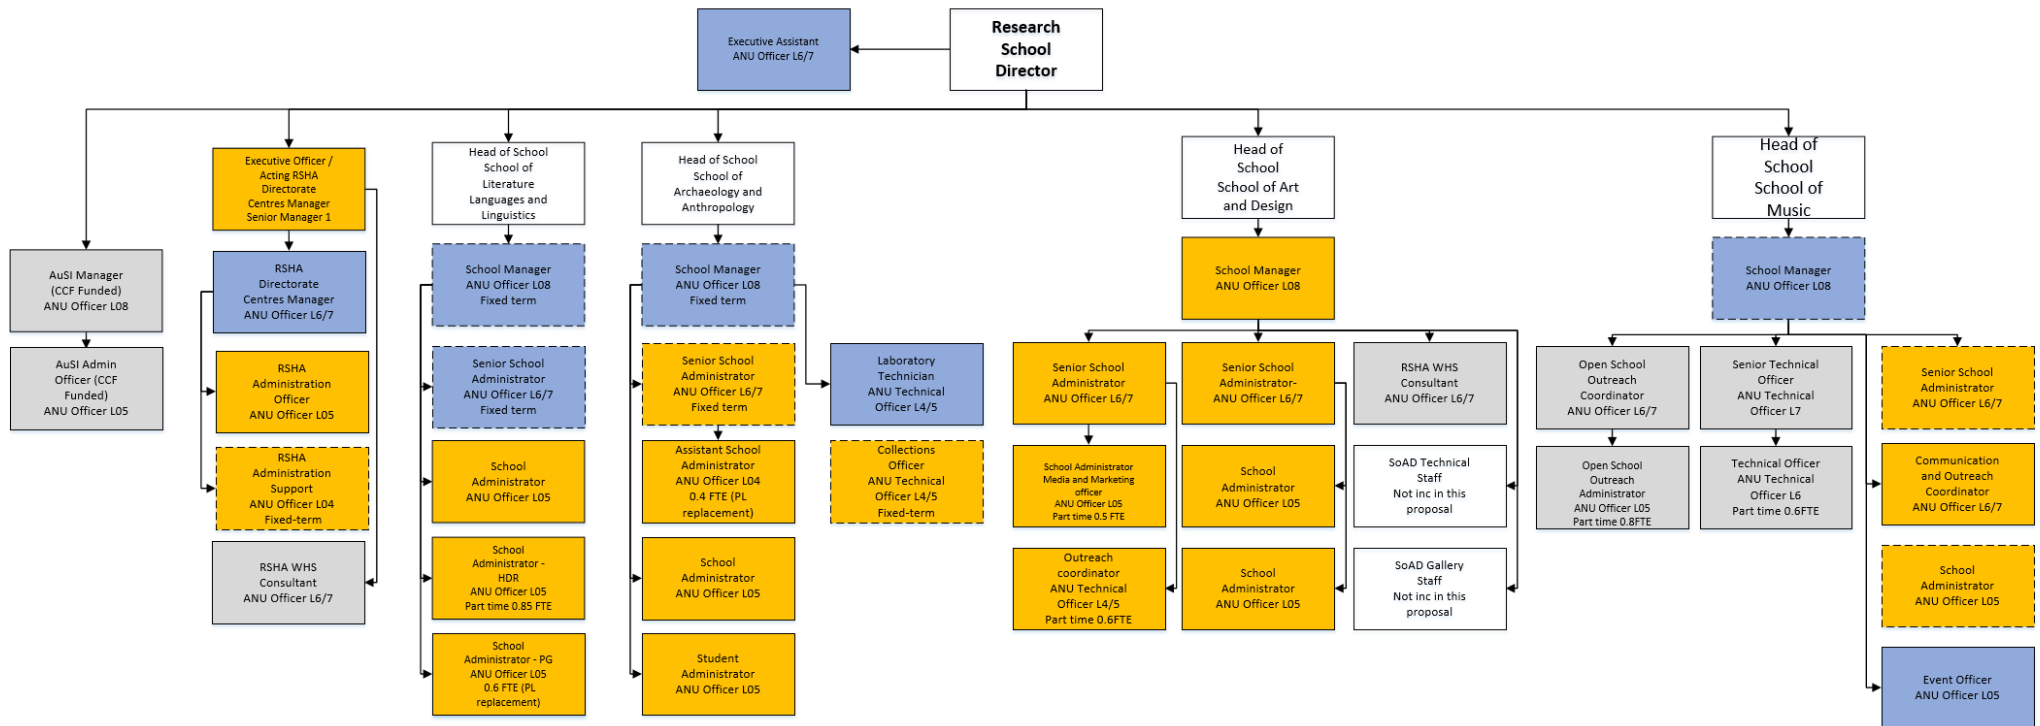 Executive Assistant
ANU Officer L6/7
Research
School
Director
AuSI Manager
(CCF Funded)
ANU Officer L08
AuSI Admin
Officer (CCF
Funded)
ANU Officer L05
Executive Officer /
Acting RSHA
Directorate
Centres Manager
Senior Manager 1
RSHA
Directorate
Centres Manager
ANU Officer L6/7
RSHA
Administration
Officer
ANU Officer L05
RSHA
Administration
Support
ANU Officer L04
Fixed-term
RSHA WHS
Consultant
ANU Officer L6/7
Head of School
School of
Literature
Languages and
Linguistics
School Manager
ANU Officer L08
Fixed term
Senior School
Administrator
ANU Officer L6/7
Fixed term
School
Administrator
ANU Officer L05
School
Administrator -
HDR
ANU Officer L05
Part time 0.85 FTE
School
Administrator - PG
ANU Officer L05
0.6 FTE (PL
replacement)
Head of School
School of
Archaeology and
Anthropology
School Manager
ANU Officer L08
Fixed term
Senior School
Administrator
ANU Officer L6/7
Fixed term
Assistant School
Administrator
ANU Officer L04
0.4 FTE (PL
replacement)
School
Administrator
ANU Officer L05
Student
Administrator
ANU Officer L05
Laboratory
Technician
ANU Technical
Officer L4/5
Collections
Officer
ANU Technical
Officer L4/5
Fixed-term
Head of
School
School of Art
and Design
School Manager
ANU Officer L08
Senior School
Administrator
ANU Officer L6/7
School Administrator
Media and Marketing
officer
ANU Officer L05
Part time 0.5 FTE
Outreach
coordinator
ANU Technical
Officer L4/5
Part time 0.6FTE
Senior School
Administrator-
ANU Officer L6/7
School
Administrator
ANU Officer L05
School
Administrator
ANU Officer L05
RSHA WHS
Consultant
ANU Officer L6/7
SoAD Technical
Staff
Not inc in this
proposal
SoAD Gallery
Staff
Not inc in this
proposal
Head of
School
School of
Music
School Manager
ANU Officer L08
Open School
Outreach
Coordinator
ANU Officer L6/7
Open School
Outreach
Administrator
ANU Officer L05
Part time 0.8FTE
Senior Technical
Officer
ANU Technical
Officer L7
Technical Officer
ANU Technical
Officer L6
Part time 0.6FTE
Senior School
Administrator
ANU Officer L6/7
Communication
and Outreach
Coordinator
ANU Officer L6/7
School
Administrator
ANU Officer L05
Event Officer
ANU Officer L05